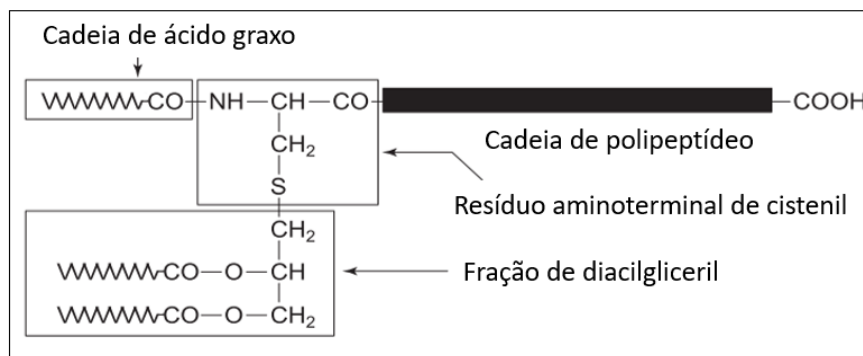 Cadeia de ácido graxo
CO–NH–CH–CO
COOH
CH₂
Cadeia de polipeptídeo
S
Resíduo aminoterminal de cistenil
CH₂
CO–O–CH
Fração de diacilgliceril
CO–O–CH₂